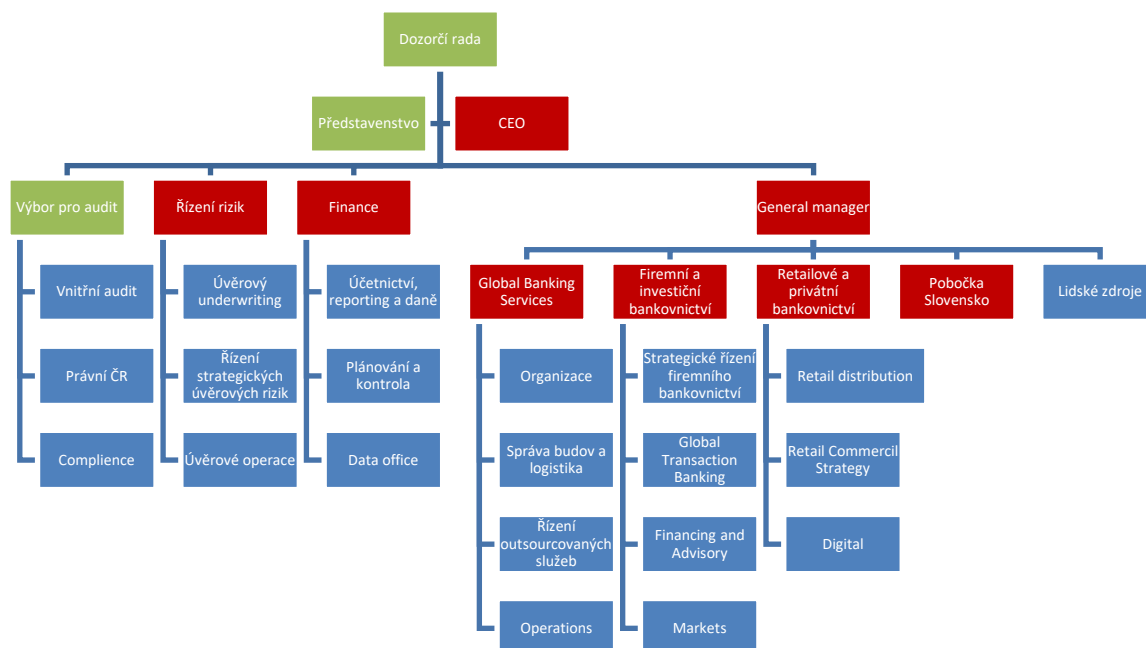 Dozorčí rada
Představenstvo
CEO
Výbor pro audit
Řízení rizik
Finance
General manager
Vnitřní audit
Právní ČR
Complience
Úvěrový
underwriting
Řízení
strategických
úvěrových rizik
Úvěrové operace
Účetnictví,
reporting a daně
Plánování a
kontrola
Data office
Global Banking
Services
Firemní a
investiční
bankovnictví
Retailové a
privátní
bankovnictví
Pobočka
Slovensko
Lidské zdroje
Organizace
Správa budov a
logistika
Řízení
outsourcovaných
služeb
Operations
Strategické řízení
firemního
bankovnictví
Global
Transaction
Banking
Financing and
Advisory
Markets
Retail distribution
Retail Commercil
Strategy
Digital